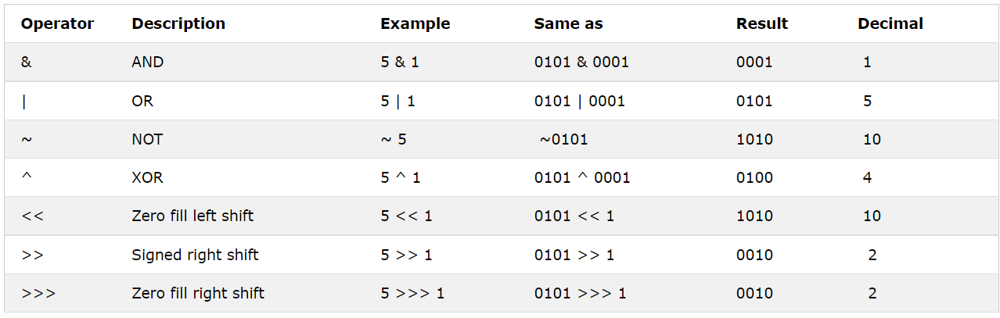 Operator Description Example Same as Result Decimal
& AND 5 & 1 0101 & 0001 0001 1
| OR 5 | 1 0101 | 0001 0101 5
~ NOT ~ 5 ~0101 1010 10
^ XOR 5 ^ 1 0101 ^ 0001 0100 4
<< Zero fill left shift 5 << 1 0101 << 1 1010 10
>> Signed right shift 5 >> 1 0101 >> 1 0010 2
>>> Zero fill right shift 5 >>> 1 0101 >>> 1 0010 2